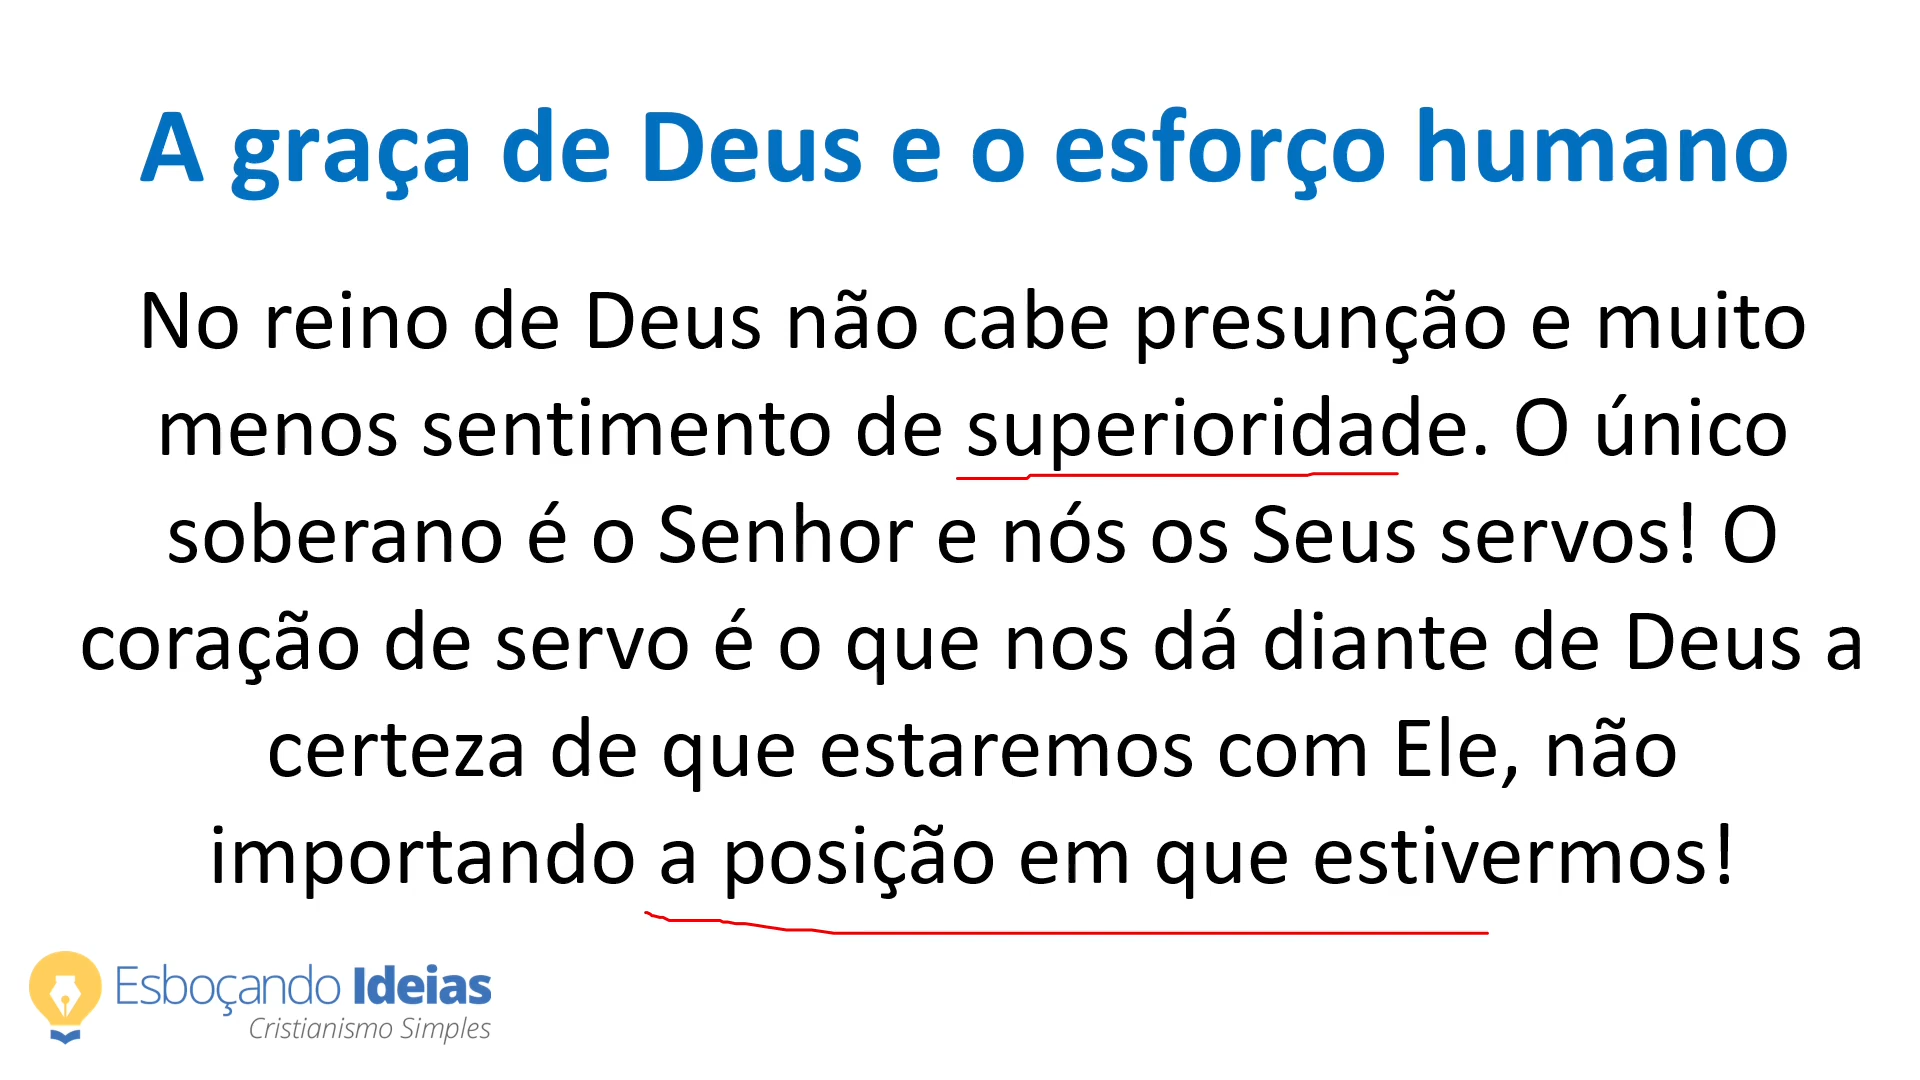 A graça de Deus e o esforço humano
No reino de Deus não cabe presunção e muito
menos sentimento de superioridade. O único
soberano é o Senhor e nós os Seus servos! O
coração de servo é o que nos dá diante de Deus a
certeza de que estaremos com Ele, não
importando a posição em que estivermos!
Esboçando Ideias
Cristianismo Simples